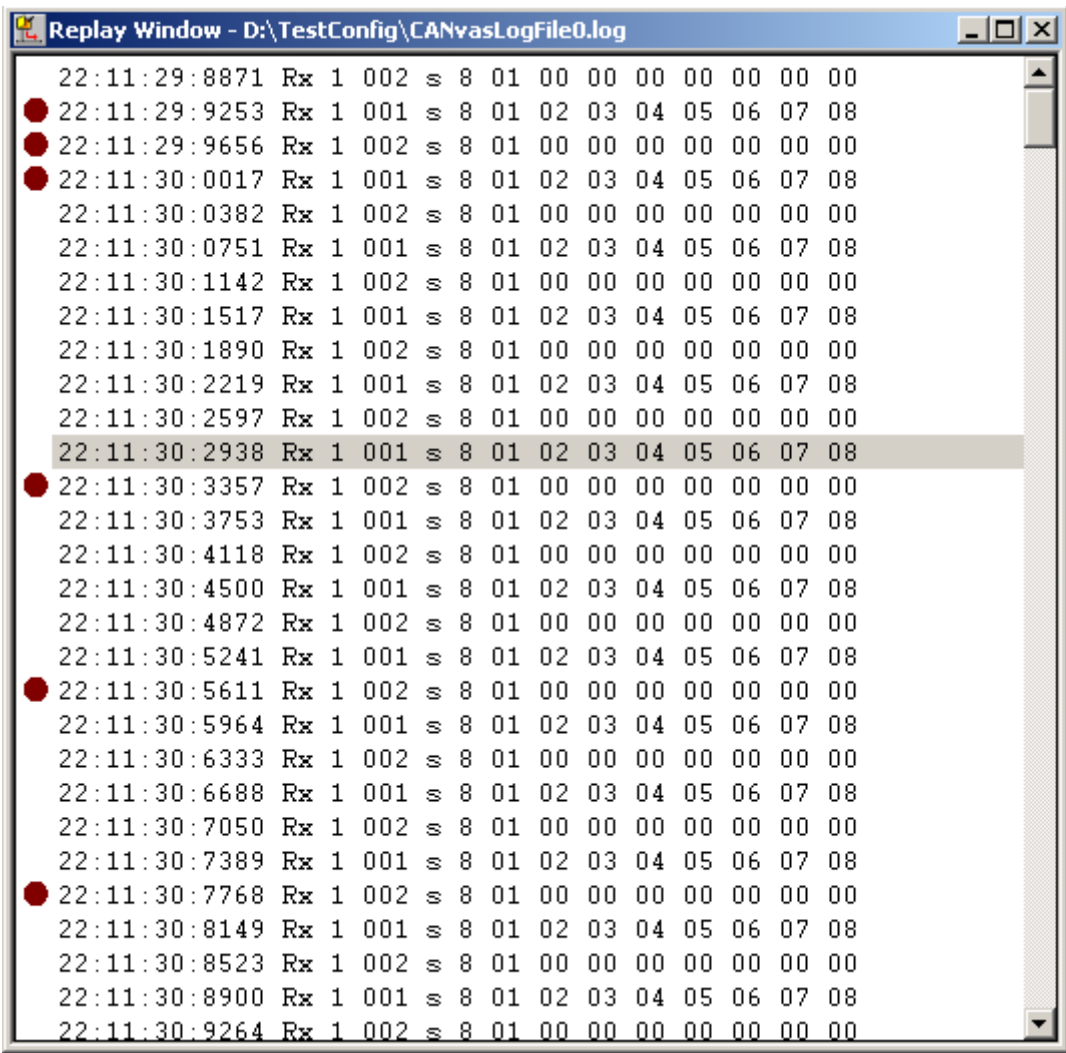 Replay Window - D:\TestConfig\CANvasLogFile0.log
22:11:29:8871 Rx 1 002 s 8 01 00 00 00 00 00 00 00
22:11:29:9253 Rx 1 001 s 8 01 02 03 04 05 06 07 08
22:11:29:9656 Rx 1 002 s 8 01 00 00 00 00 00 00 00
22:11:30:0017 Rx 1 001 s 8 01 02 03 04 05 06 07 08
22:11:30:0382 Rx 1 002 s 8 01 00 00 00 00 00 00 00
22:11:30:0751 Rx 1 001 s 8 01 02 03 04 05 06 07 08
22:11:30:1142 Rx 1 002 s 8 01 00 00 00 00 00 00 00
22:11:30:1517 Rx 1 001 s 8 01 02 03 04 05 06 07 08
22:11:30:1890 Rx 1 002 s 8 01 00 00 00 00 00 00 00
22:11:30:2219 Rx 1 001 s 8 01 02 03 04 05 06 07 08
22:11:30:2597 Rx 1 002 s 8 01 00 00 00 00 00 00 00
22:11:30:2938 Rx 1 001 s 8 01 02 03 04 05 06 07 08
22:11:30:3357 Rx 1 002 s 8 01 00 00 00 00 00 00 00
22:11:30:3753 Rx 1 001 s 8 01 02 03 04 05 06 07 08
22:11:30:4118 Rx 1 002 s 8 01 00 00 00 00 00 00 00
22:11:30:4500 Rx 1 001 s 8 01 02 03 04 05 06 07 08
22:11:30:4872 Rx 1 002 s 8 01 00 00 00 00 00 00 00
22:11:30:5241 Rx 1 001 s 8 01 02 03 04 05 06 07 08
22:11:30:5611 Rx 1 002 s 8 01 00 00 00 00 00 00 00
22:11:30:5964 Rx 1 001 s 8 01 02 03 04 05 06 07 08
22:11:30:6333 Rx 1 002 s 8 01 00 00 00 00 00 00 00
22:11:30:6688 Rx 1 001 s 8 01 02 03 04 05 06 07 08
22:11:30:7050 Rx 1 002 s 8 01 00 00 00 00 00 00 00
22:11:30:7389 Rx 1 001 s 8 01 02 03 04 05 06 07 08
22:11:30:7768 Rx 1 002 s 8 01 00 00 00 00 00 00 00
22:11:30:8149 Rx 1 001 s 8 01 02 03 04 05 06 07 08
22:11:30:8523 Rx 1 002 s 8 01 00 00 00 00 00 00 00
22:11:30:8900 Rx 1 001 s 8 01 02 03 04 05 06 07 08
22:11:30:9264 Rx 1 002 s 8 01 00 00 00 00 00 00 00